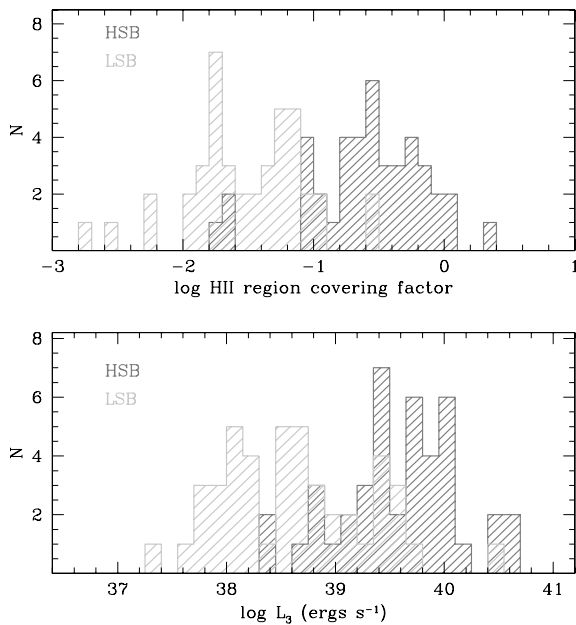 8
HSB
LSB
6
N
4
2
−3 −2 −1 0 1
log HII region covering factor
8
HSB
LSB
6
N
4
2
37 38 39 40 41
log L₃ (ergs s⁻¹)